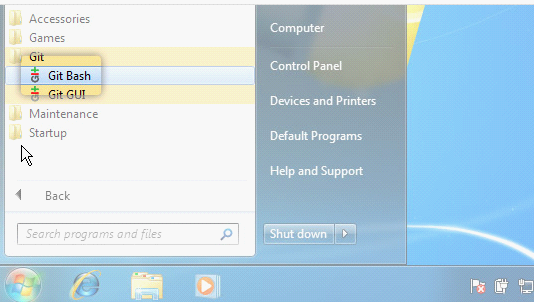 Accessories
Games
Git
Git Bash
Git GUI
Maintenance
Startup
Back
Search programs and files
Computer
Control Panel
Devices and Printers
Default Programs
Help and Support
Shut down